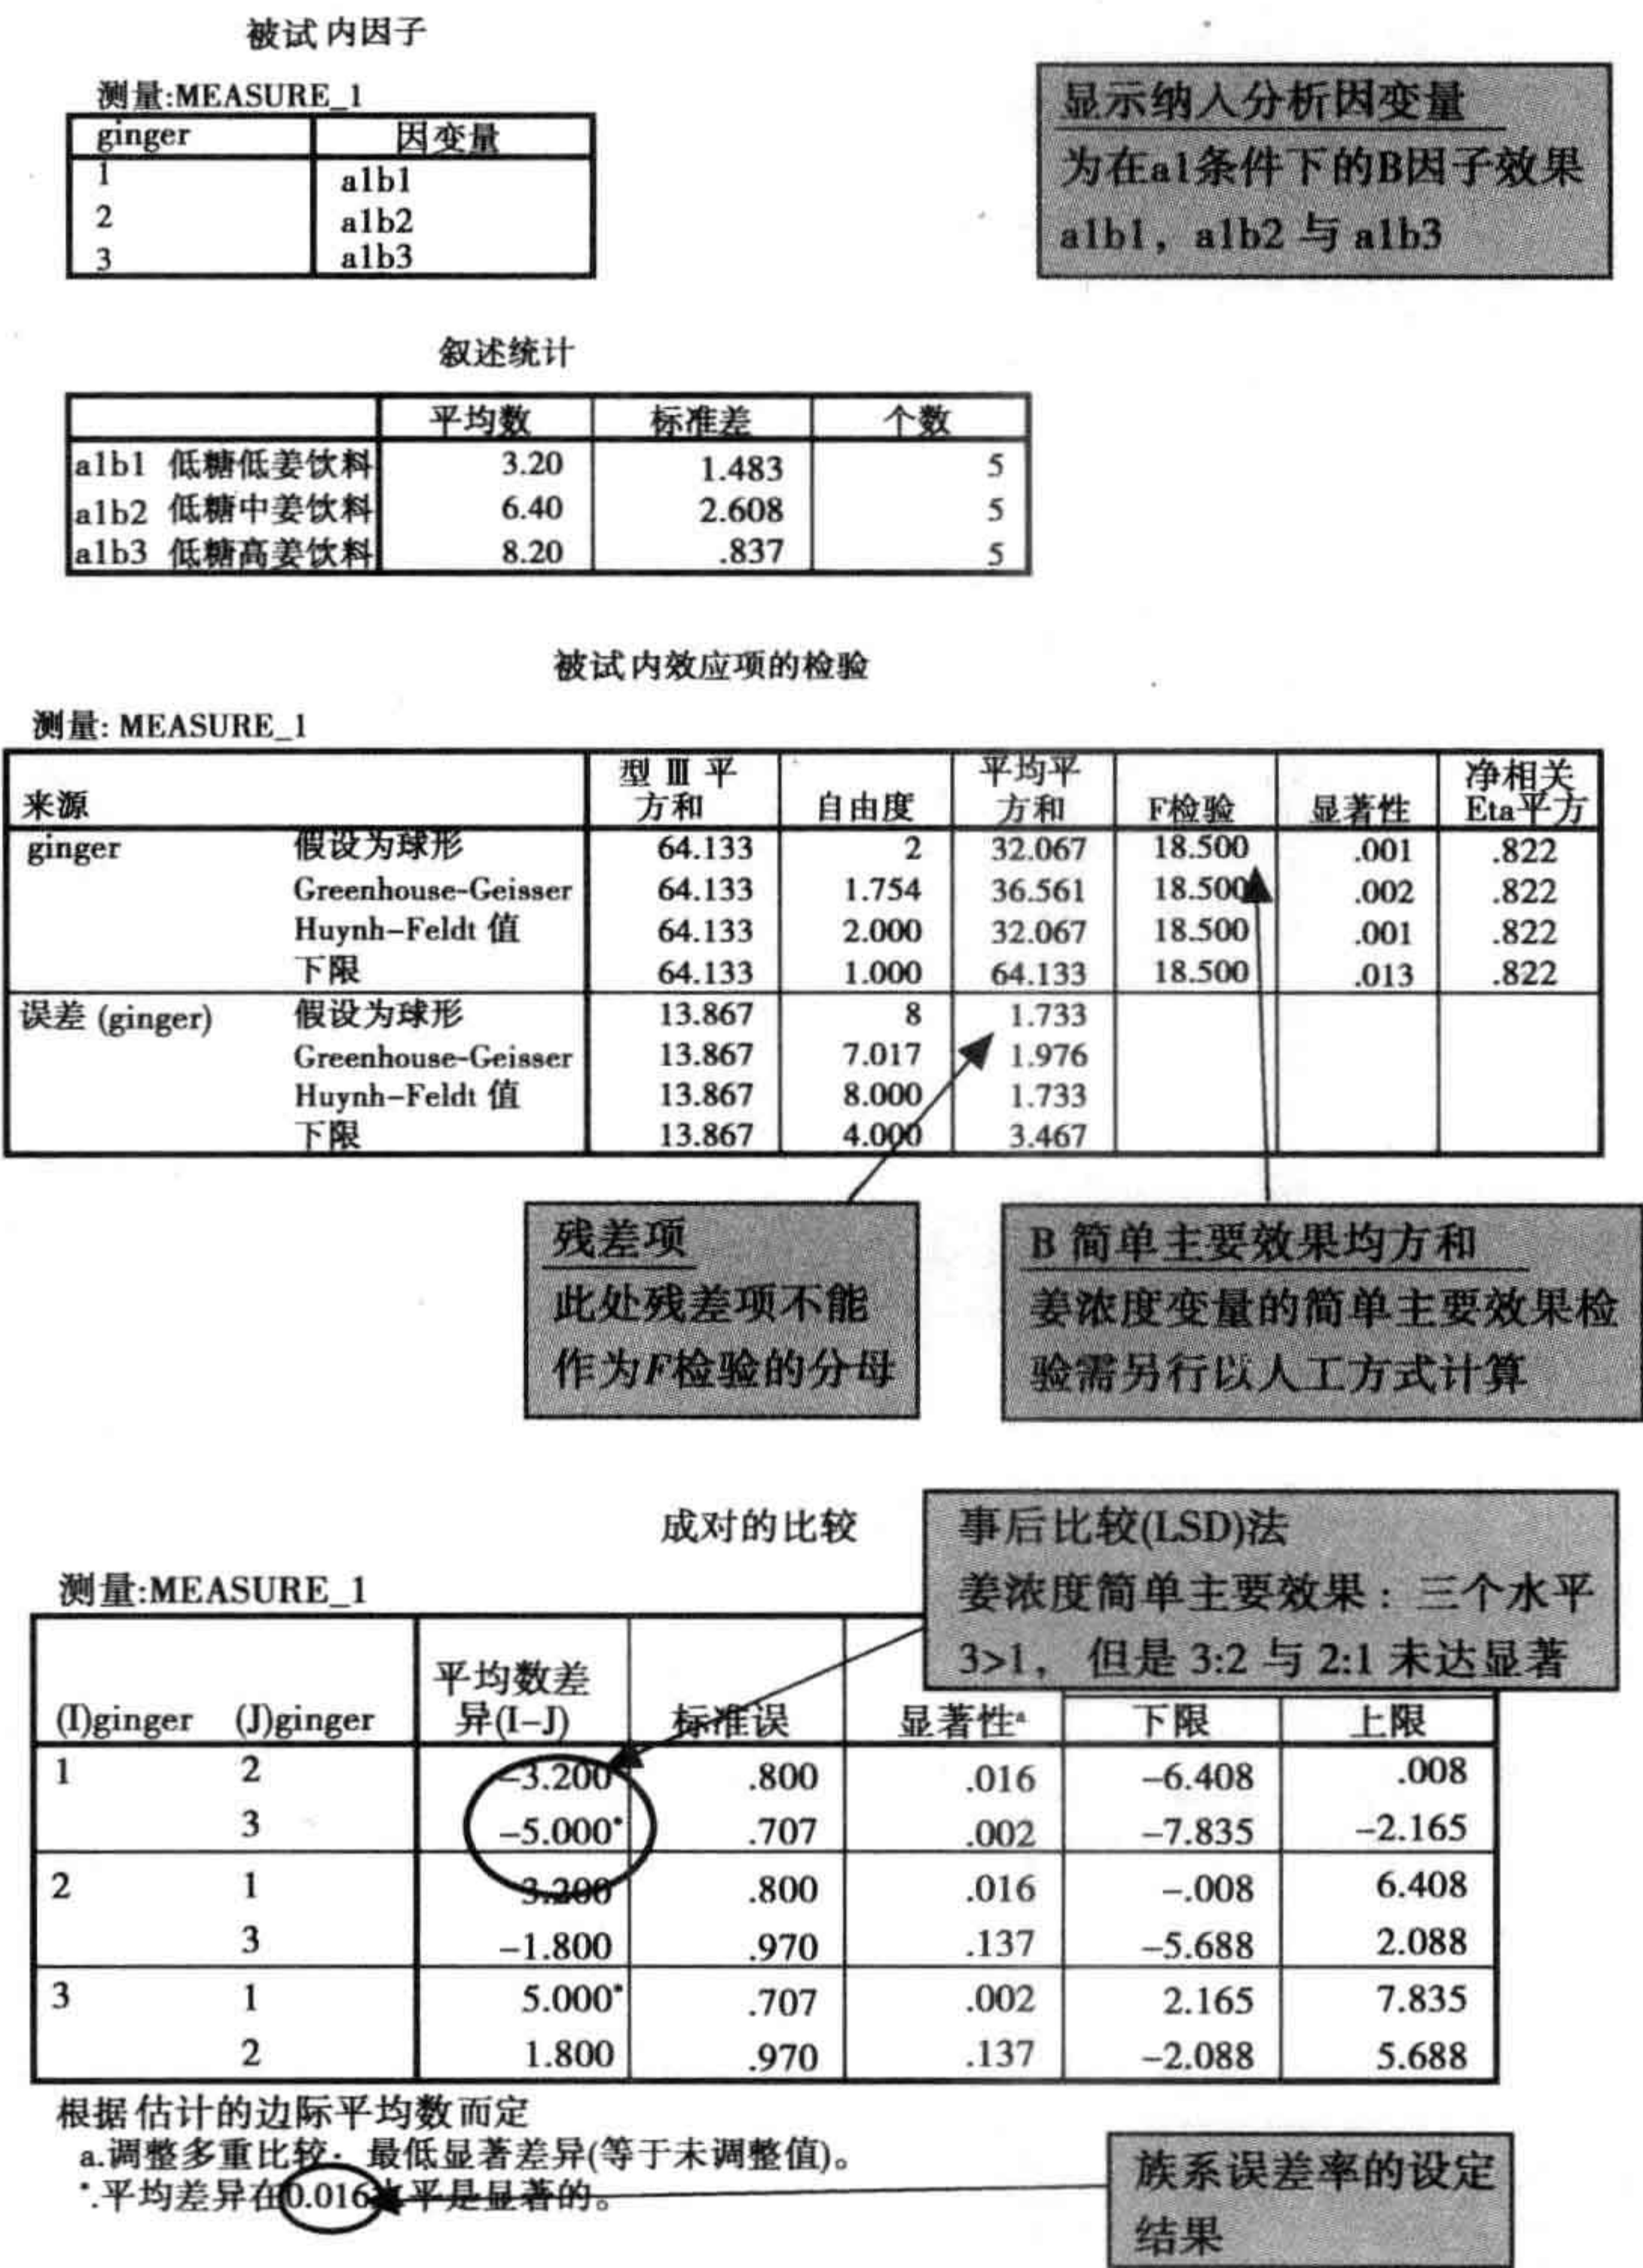 被试内因子
测量:MEASURE_1
ginger 因变量
1 a1b1
2 a1b2
3 a1b3
显示纳入分析因变量
为在a1条件下的B因子效果
a1b1，a1b2 与 a1b3
叙述统计
平均数 标准差 个数
a1b1 低糖低姜饮料 3.20 1.483 5
a1b2 低糖中姜饮料 6.40 2.608 5
a1b3 低糖高姜饮料 8.20 .837 5
被试内效应项的检验
测量: MEASURE_1
来源 型 Ⅲ 平方和 自由度 平均平方和 F检验 显著性 净相关Eta平方
ginger 假设为球形 64.133 2 32.067 18.500 .001 .822
Greenhouse-Geisser 64.133 1.754 36.561 18.500 .002 .822
Huynh-Feldt 值 64.133 2.000 32.067 18.500 .001 .822
下限 64.133 1.000 64.133 18.500 .013 .822
误差 (ginger) 假设为球形 13.867 8 1.733
Greenhouse-Geisser 13.867 7.017 1.976
Huynh-Feldt 值 13.867 8.000 1.733
下限 13.867 4.000 3.467
残差项
此处残差项不能
作为F检验的分母
B 简单主要效果均方和
姜浓度变量的简单主要效果检
验需另行以人工方式计算
成对的比较
测量:MEASURE_1
事后比较(LSD)法
姜浓度简单主要效果：三个水平
3>1， 但是 3:2 与 2:1 未达显著
(I)ginger (J)ginger 平均数差异(I-J) 标准误 显著性a 下限 上限
1 2 -3.200 .800 .016 -6.408 .008
3 -5.000* .707 .002 -7.835 -2.165
2 1 3.200 .800 .016 -.008 6.408
3 -1.800 .970 .137 -5.688 2.088
3 1 5.000* .707 .002 2.165 7.835
2 1.800 .970 .137 -2.088 5.688
根据估计的边际平均数而定
a.调整多重比较：最低显著差异(等于未调整值)。
*.平均差异在0.016水平是显著的。
族系误差率的设定
结果